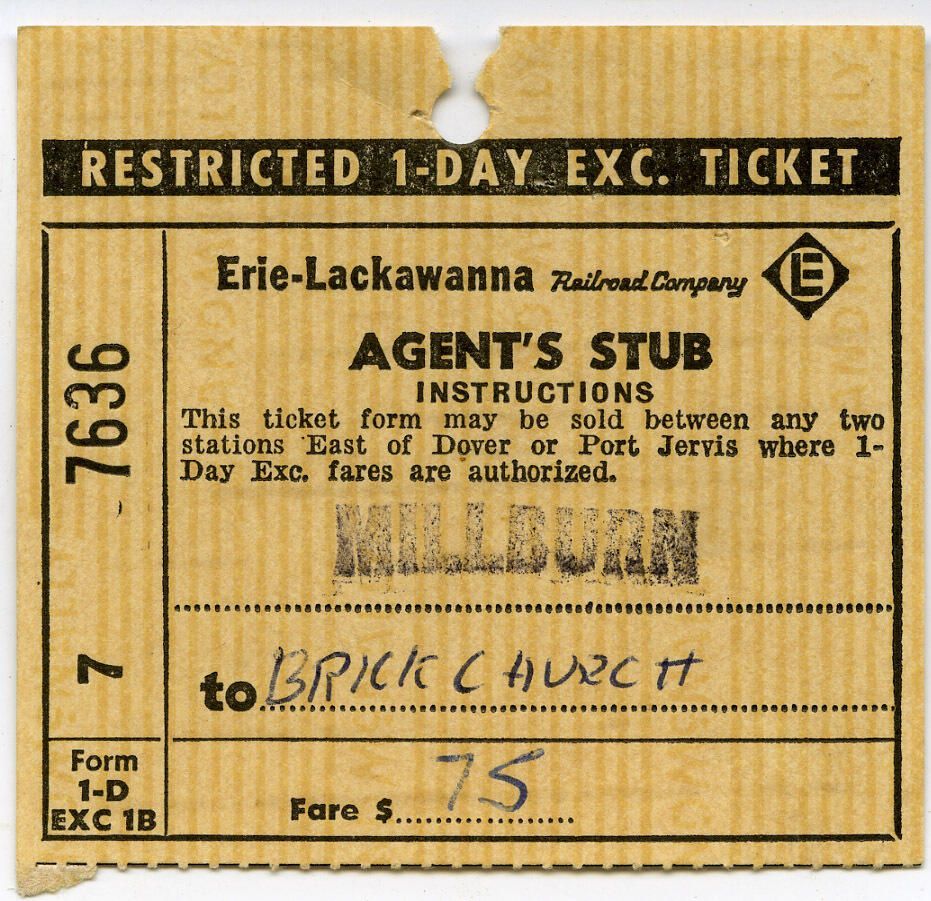 RESTRICTED 1-DAY EXC. TICKET
Erie-Lackawanna Railroad Company E
AGENT'S STUB
INSTRUCTIONS
This ticket form may be sold between any two
stations East of Dover or Port Jervis where 1-
Day Exc. fares are authorized.
MILLBURN
to BRICK CHURCH
Fare $ 75
7636
7
Form
1-D
EXC 1B